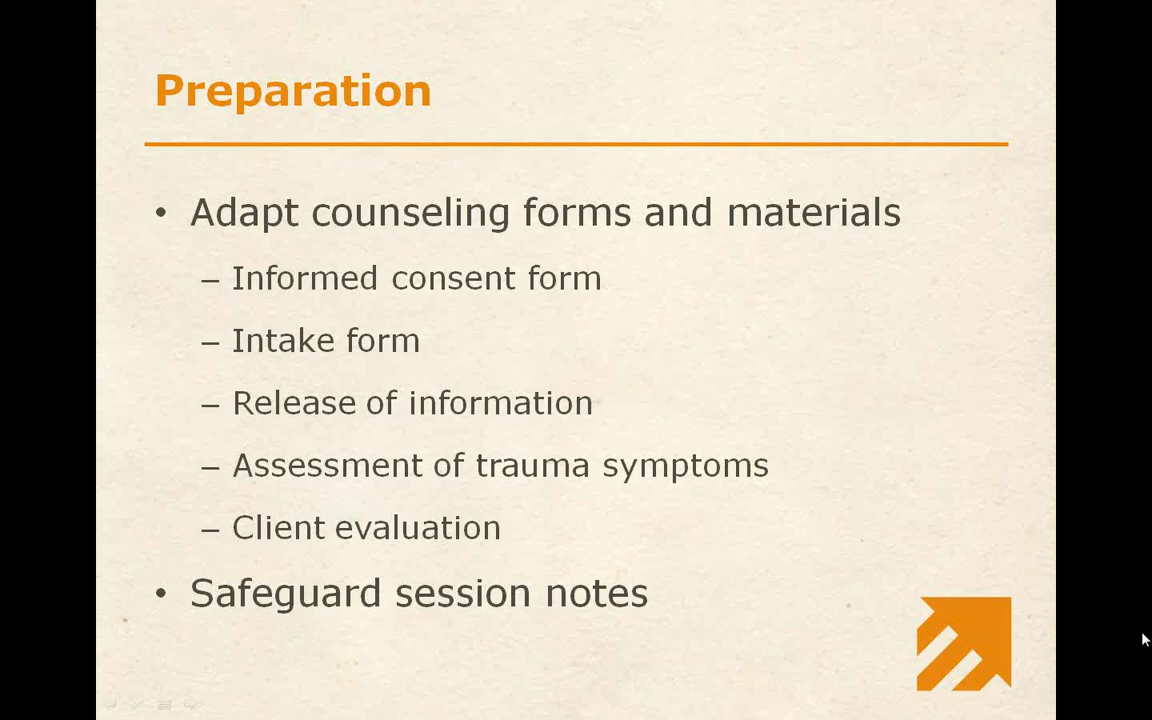 Preparation
• Adapt counseling forms and materials
– Informed consent form
– Intake form
– Release of information
– Assessment of trauma symptoms
– Client evaluation
• Safeguard session notes